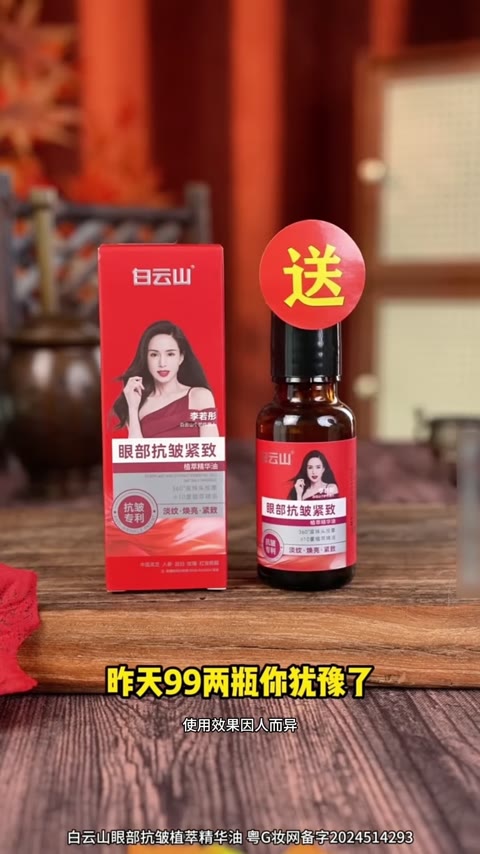 送
白云山
李若彤
眼部抗皱紧致
植萃精华油
抗皱
专利
淡纹·焕亮·紧致
白云山
眼部抗皱紧致
植萃精华油
抗皱
专利
淡纹·焕亮·紧致
昨天99两瓶你犹豫了
使用效果因人而异
白云山眼部抗皱植萃精华油 粤G妆网备字2024514293